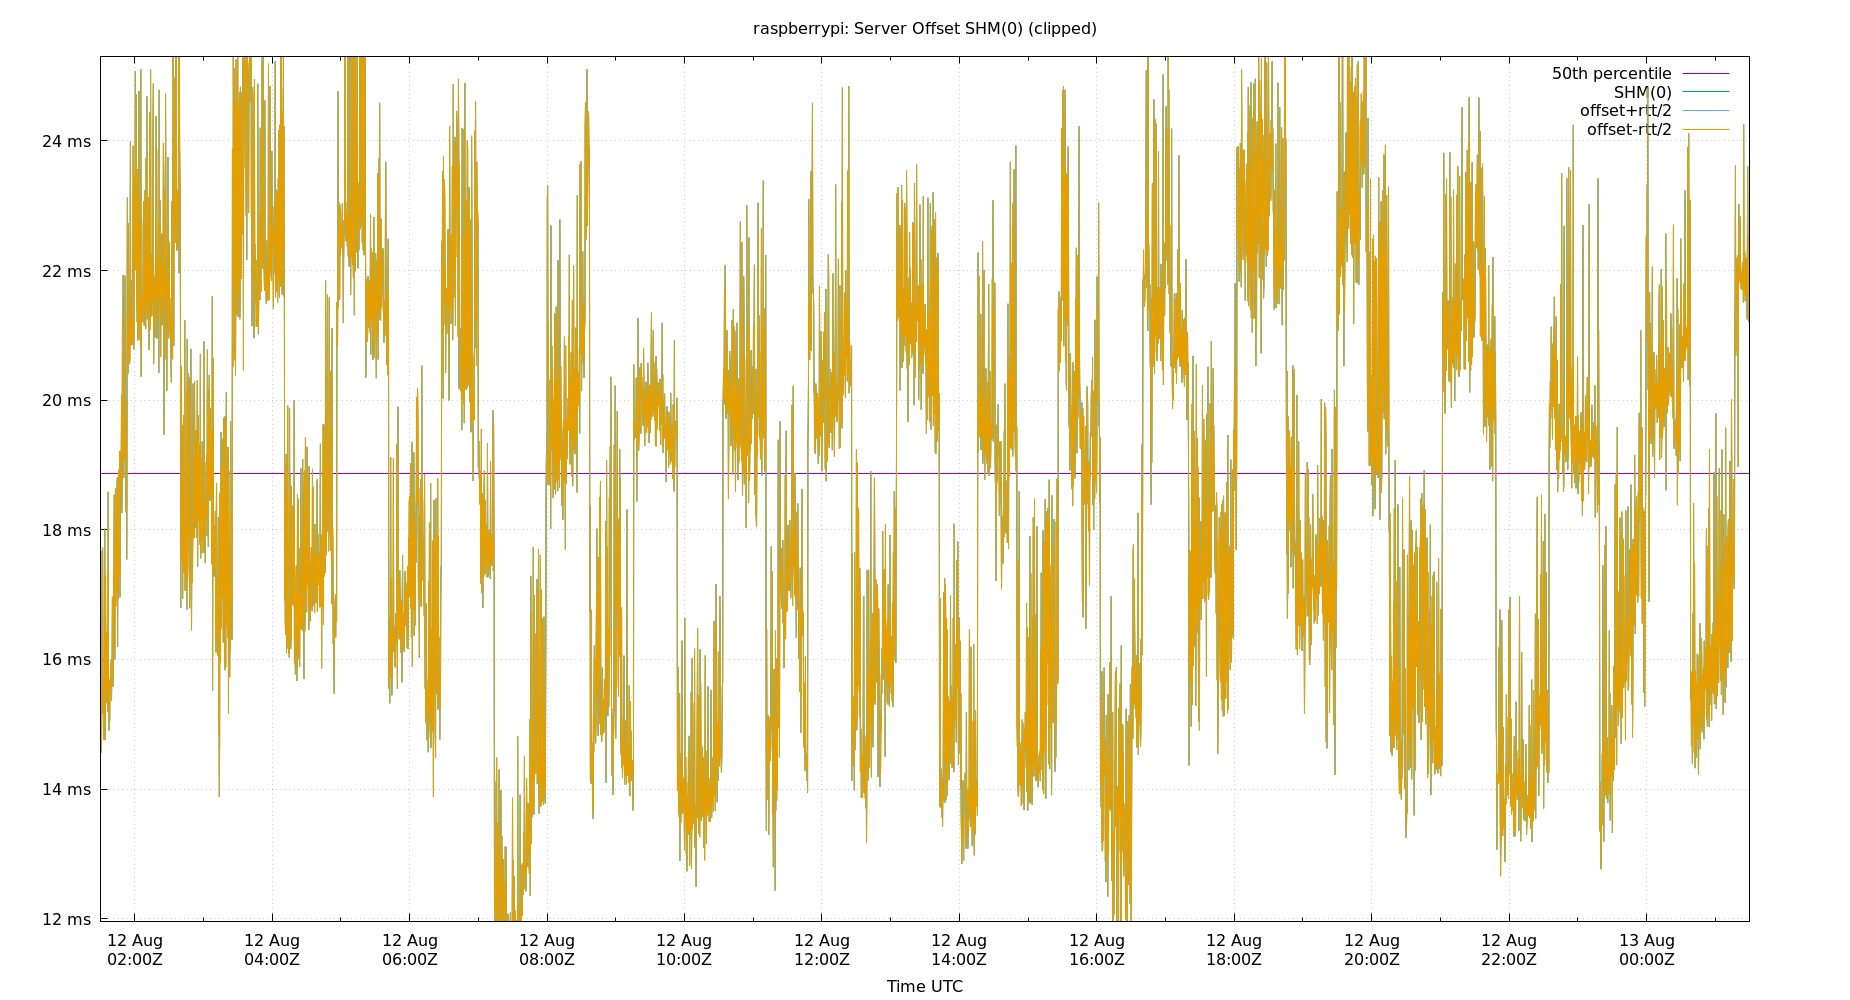 raspberrypi: Server Offset SHM(0) (clipped)
50th percentile
SHM(0)
offset+rtt/2
offset-rtt/2
24 ms
22 ms
20 ms
18 ms
16 ms
14 ms
12 ms
12 Aug 12 Aug 12 Aug 12 Aug 12 Aug 12 Aug 12 Aug 12 Aug 12 Aug 12 Aug 12 Aug 13 Aug
02:00Z 04:00Z 06:00Z 08:00Z 10:00Z 12:00Z 14:00Z 16:00Z 18:00Z 20:00Z 22:00Z 00:00Z
Time UTC